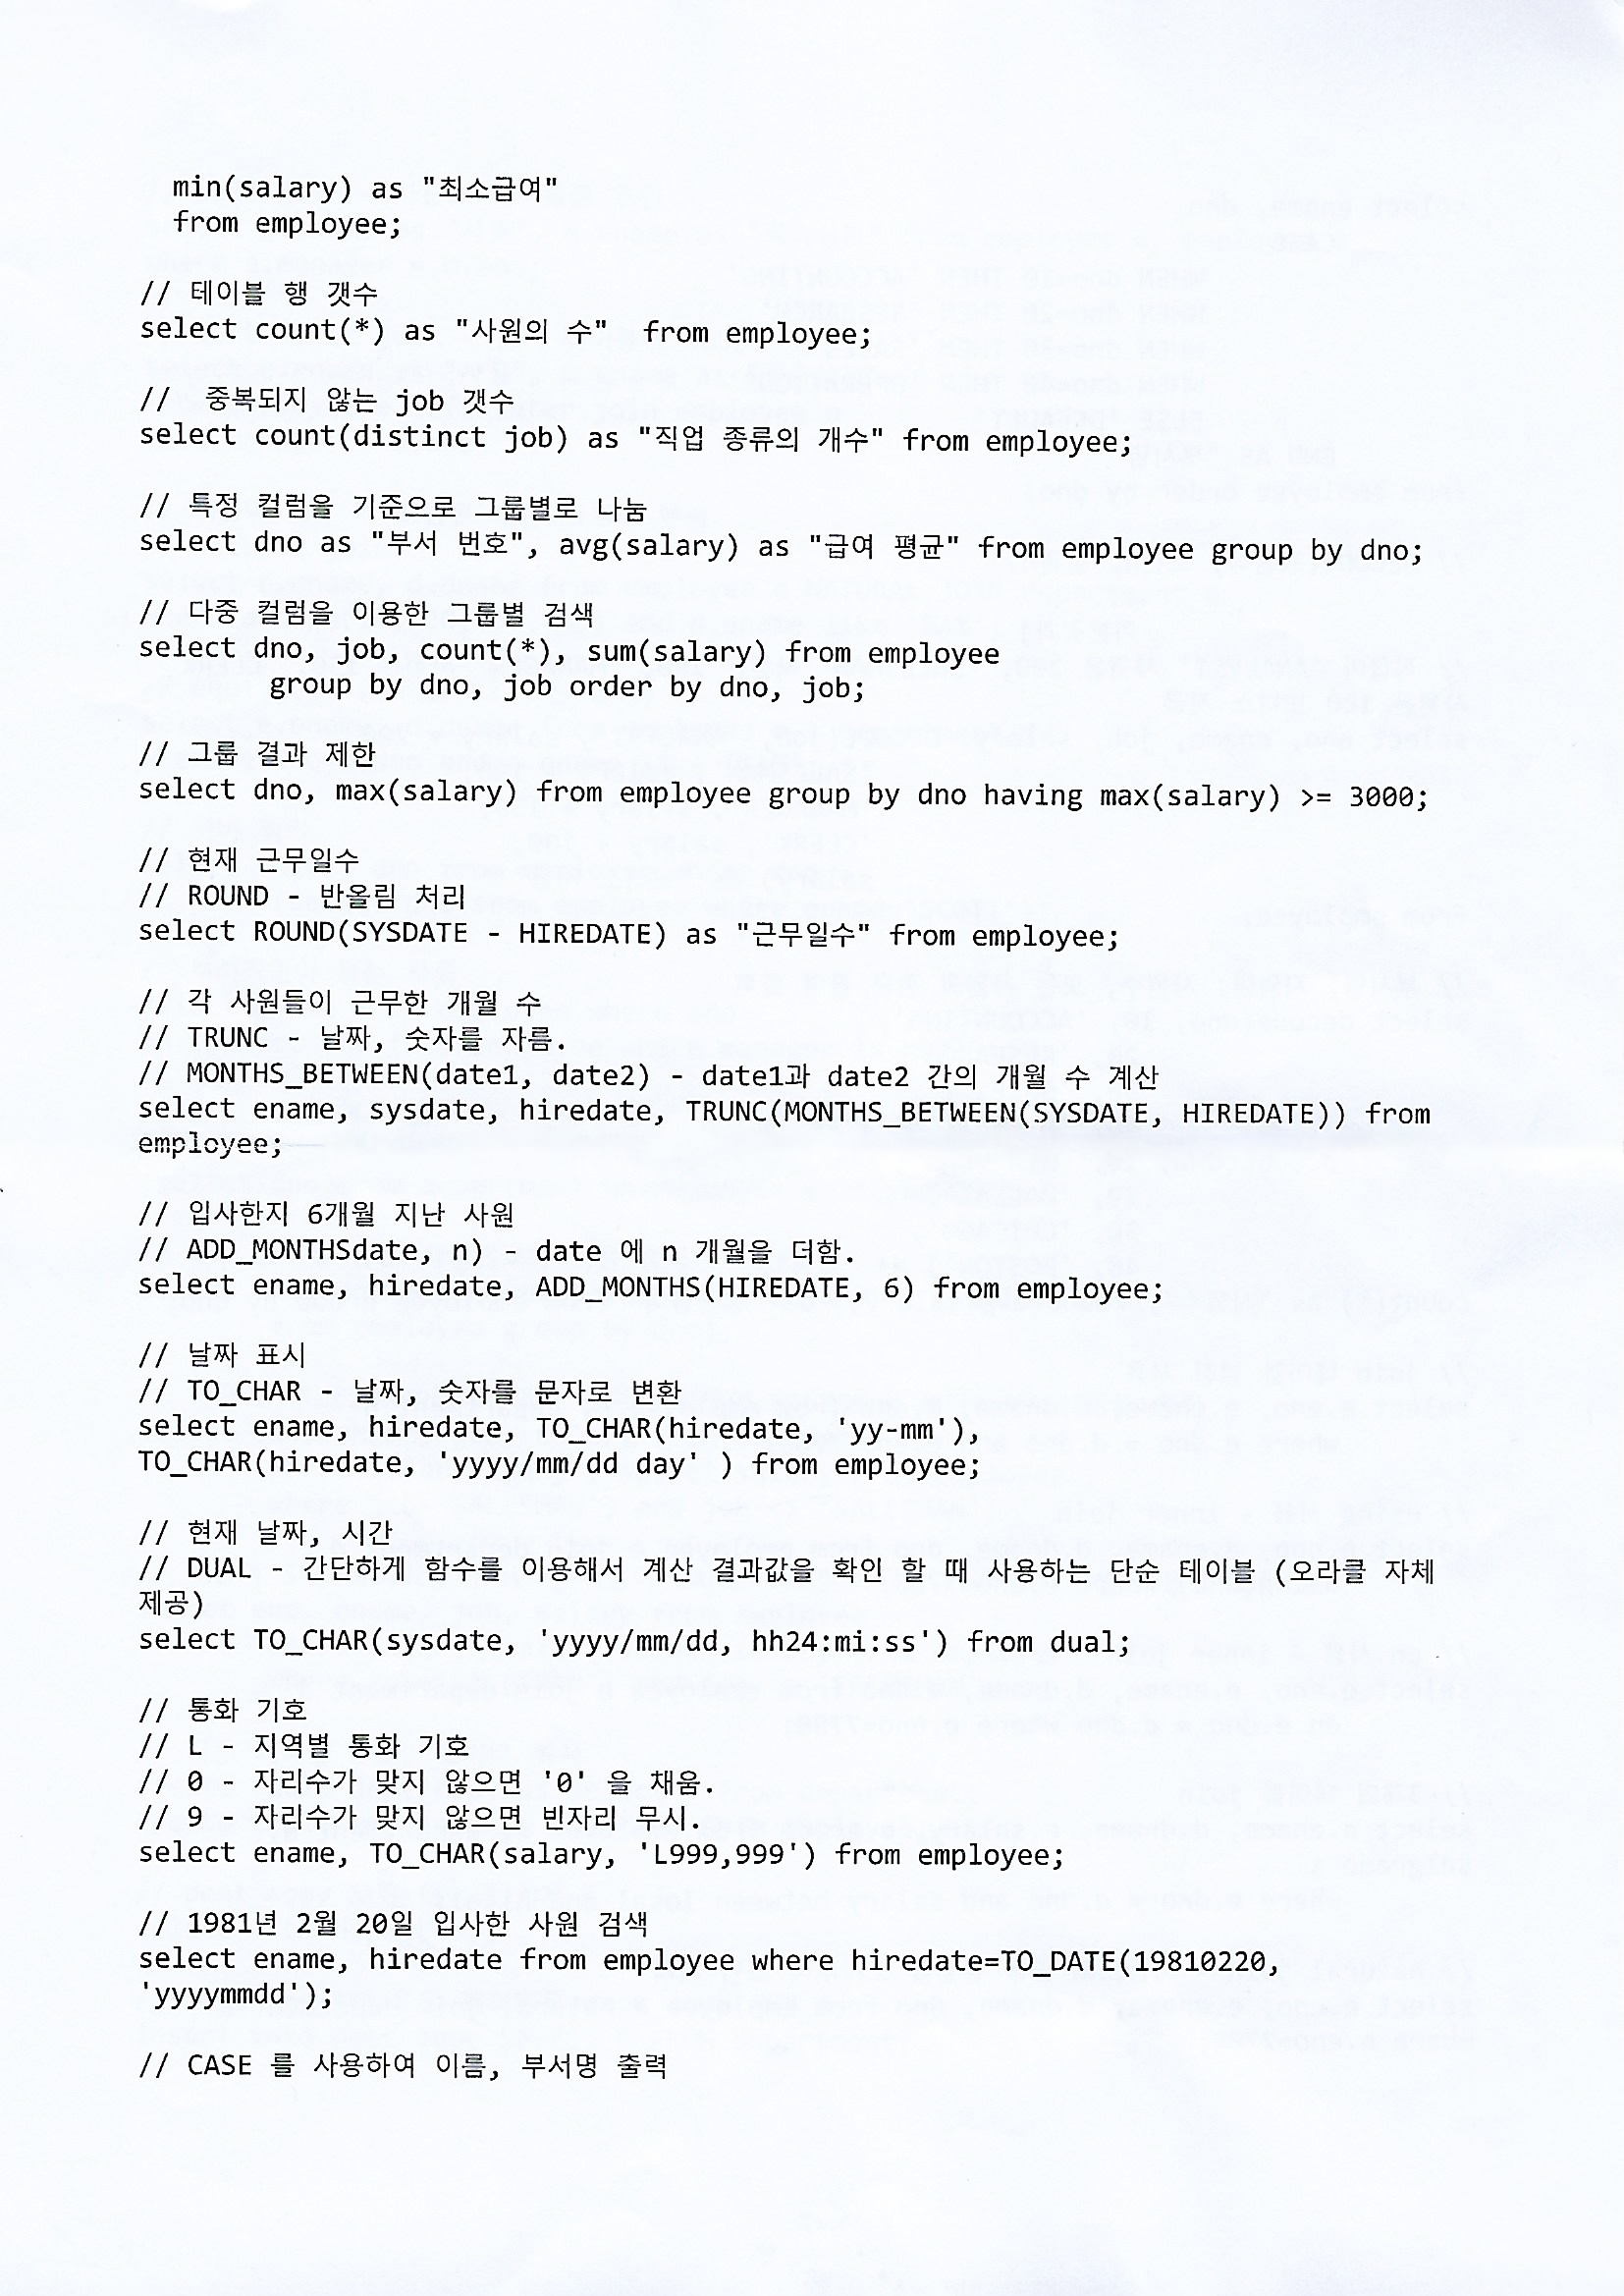 min(salary) as "최소급여"
from employee;
// 테이블 행 갯수
select count(*) as "사원의 수"  from employee;
//  중복되지 않는 job 갯수
select count(distinct job) as "직업 종류의 개수" from employee;
// 특정 컬럼을 기준으로 그룹별로 나눔
select dno as "부서 번호", avg(salary) as "급여 평균" from employee group by dno;
// 다중 컬럼을 이용한 그룹별 검색
select dno, job, count(*), sum(salary) from employee
group by dno, job order by dno, job;
// 그룹 결과 제한
select dno, max(salary) from employee group by dno having max(salary) >= 3000;
// 현재 근무일수
// ROUND - 반올림 처리
select ROUND(SYSDATE - HIREDATE) as "근무일수" from employee;
// 각 사원들이 근무한 개월 수
// TRUNC - 날짜, 숫자를 자름.
// MONTHS_BETWEEN(date1, date2) - date1과 date2 간의 개월 수 계산
select ename, sysdate, hiredate, TRUNC(MONTHS_BETWEEN(SYSDATE, HIREDATE)) from
employee;
// 입사한지 6개월 지난 사원
// ADD_MONTHSdate, n) - date 에 n 개월을 더함.
select ename, hiredate, ADD_MONTHS(HIREDATE, 6) from employee;
// 날짜 표시
// TO_CHAR - 날짜, 숫자를 문자로 변환
select ename, hiredate, TO_CHAR(hiredate, 'yy-mm'),
TO_CHAR(hiredate, 'yyyy/mm/dd day' ) from employee;
// 현재 날짜, 시간
// DUAL - 간단하게 함수를 이용해서 계산 결과값을 확인 할 때 사용하는 단순 테이블 (오라클 자체
제공)
select TO_CHAR(sysdate, 'yyyy/mm/dd, hh24:mi:ss') from dual;
// 통화 기호
// L - 지역별 통화 기호
// 0 - 자리수가 맞지 않으면 '0' 을 채움.
// 9 - 자리수가 맞지 않으면 빈자리 무시.
select ename, TO_CHAR(salary, 'L999,999') from employee;
// 1981년 2월 20일 입사한 사원 검색
select ename, hiredate from employee where hiredate=TO_DATE(19810220,
'yyyymmdd');
// CASE 를 사용하여 이름, 부서명 출력